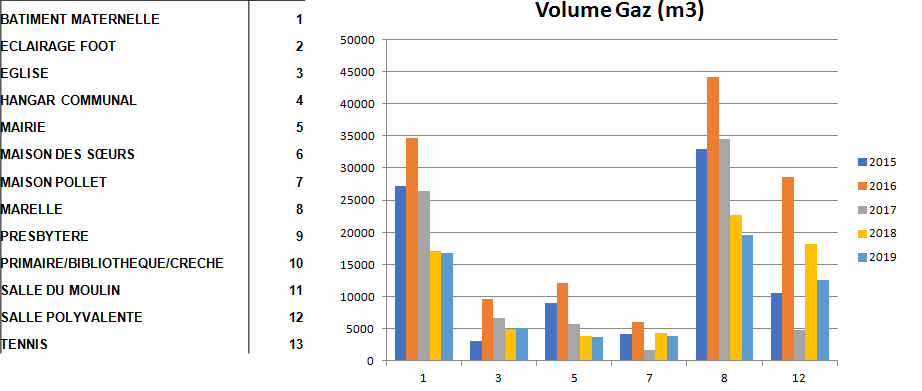 BATIMENT MATERNELLE 1
ECLAIRAGE FOOT 2
EGLISE 3
HANGAR COMMUNAL 4
MAIRIE 5
MAISON DES SŒURS 6
MAISON POLLET 7
MARELLE 8
PRESBYTERE 9
PRIMAIRE/BIBLIOTHEQUE/CRECHE 10
SALLE DU MOULIN 11
SALLE POLYVALENTE 12
TENNIS 13
Volume Gaz (m3)
50000
45000
40000
35000
30000
25000
20000
15000
10000
5000
0
1 3 5 7 8 12
2015
2016
2017
2018
2019